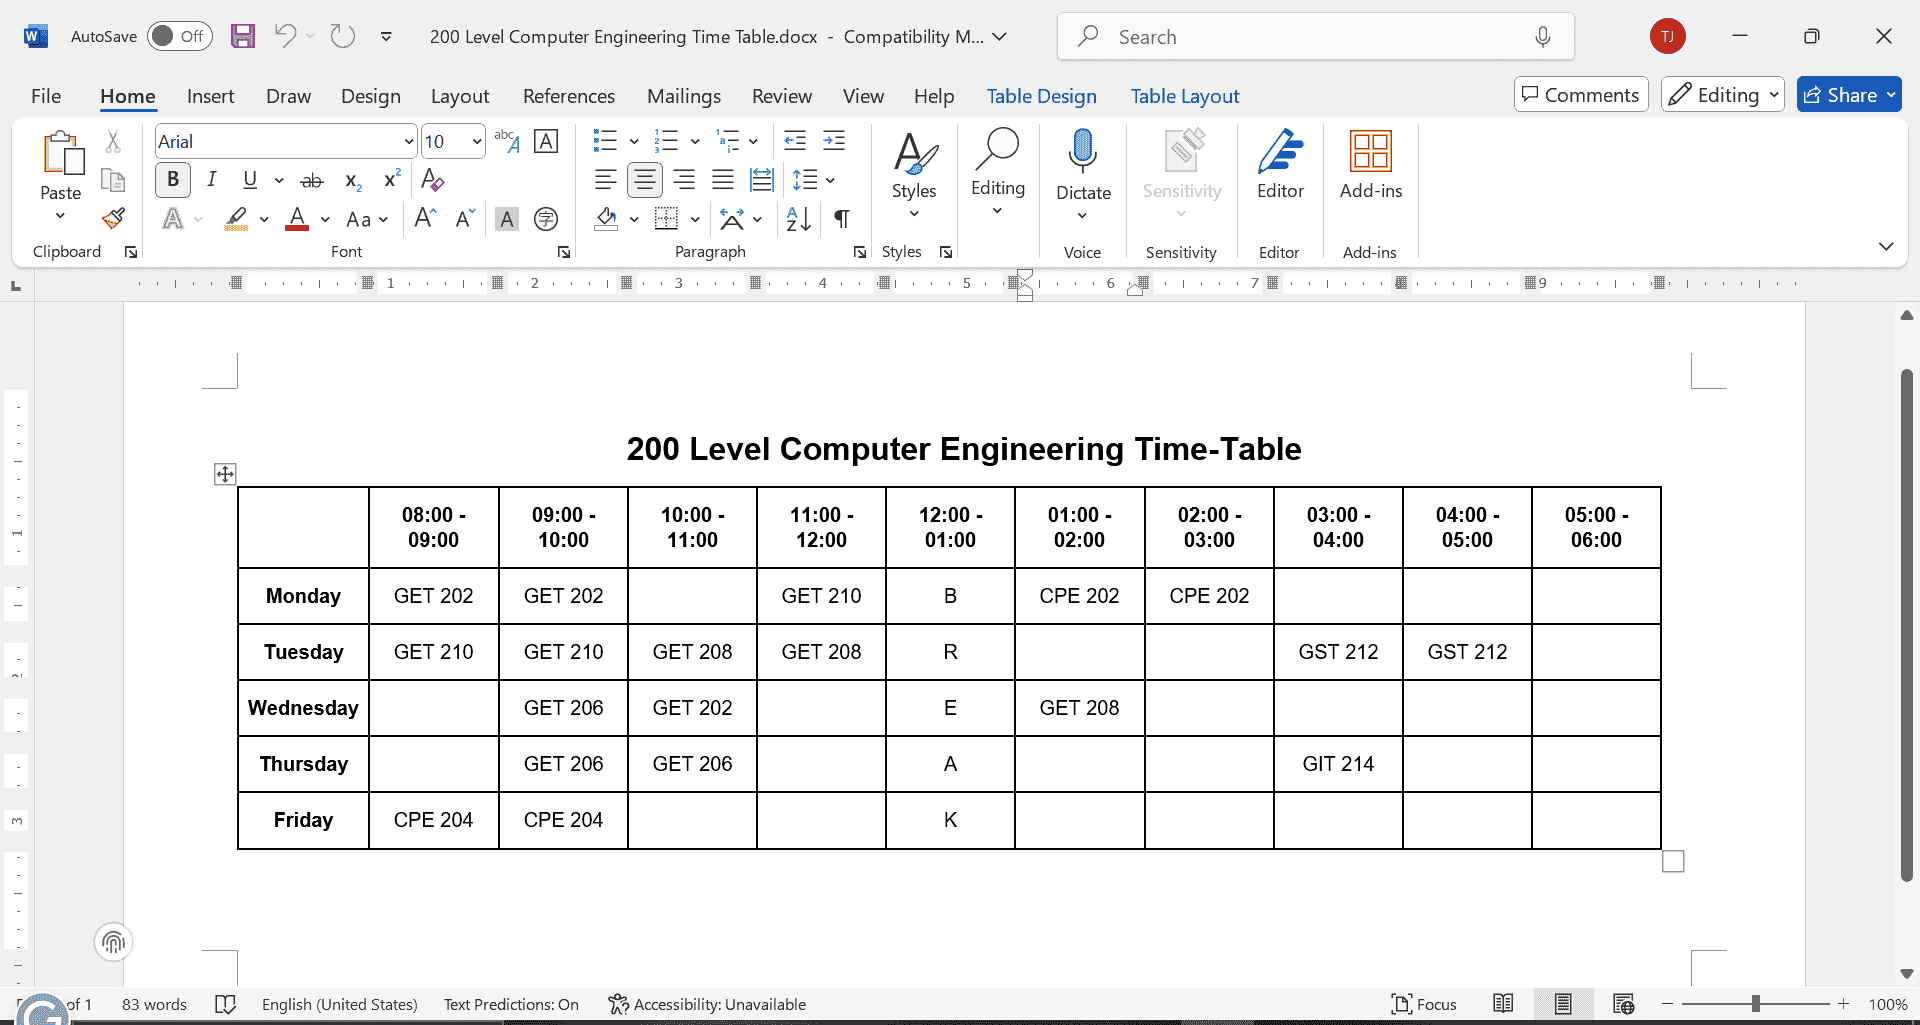 AutoSave Off 200 Level Computer Engineering Time Table.docx - Compatibility M... Search TJ
File Home Insert Draw Design Layout References Mailings Review View Help Table Design Table Layout Comments Editing Share
Paste
Clipboard
Arial 10
Font
Paragraph
Styles
Styles
Editing
Dictate
Voice
Sensitivity
Sensitivity
Editor
Editor
Add-ins
Add-ins
1 2 3 4 5 6 7 9
200 Level Computer Engineering Time-Table
08:00 - 09:00 09:00 - 10:00 10:00 - 11:00 11:00 - 12:00 12:00 - 01:00 01:00 - 02:00 02:00 - 03:00 03:00 - 04:00 04:00 - 05:00 05:00 - 06:00
Monday GET 202 GET 202 GET 210 B CPE 202 CPE 202
Tuesday GET 210 GET 210 GET 208 GET 208 R GST 212 GST 212
Wednesday GET 206 GET 202 E GET 208
Thursday GET 206 GET 206 A GIT 214
Friday CPE 204 CPE 204 K
of 1 83 words English (United States) Text Predictions: On Accessibility: Unavailable Focus 100%